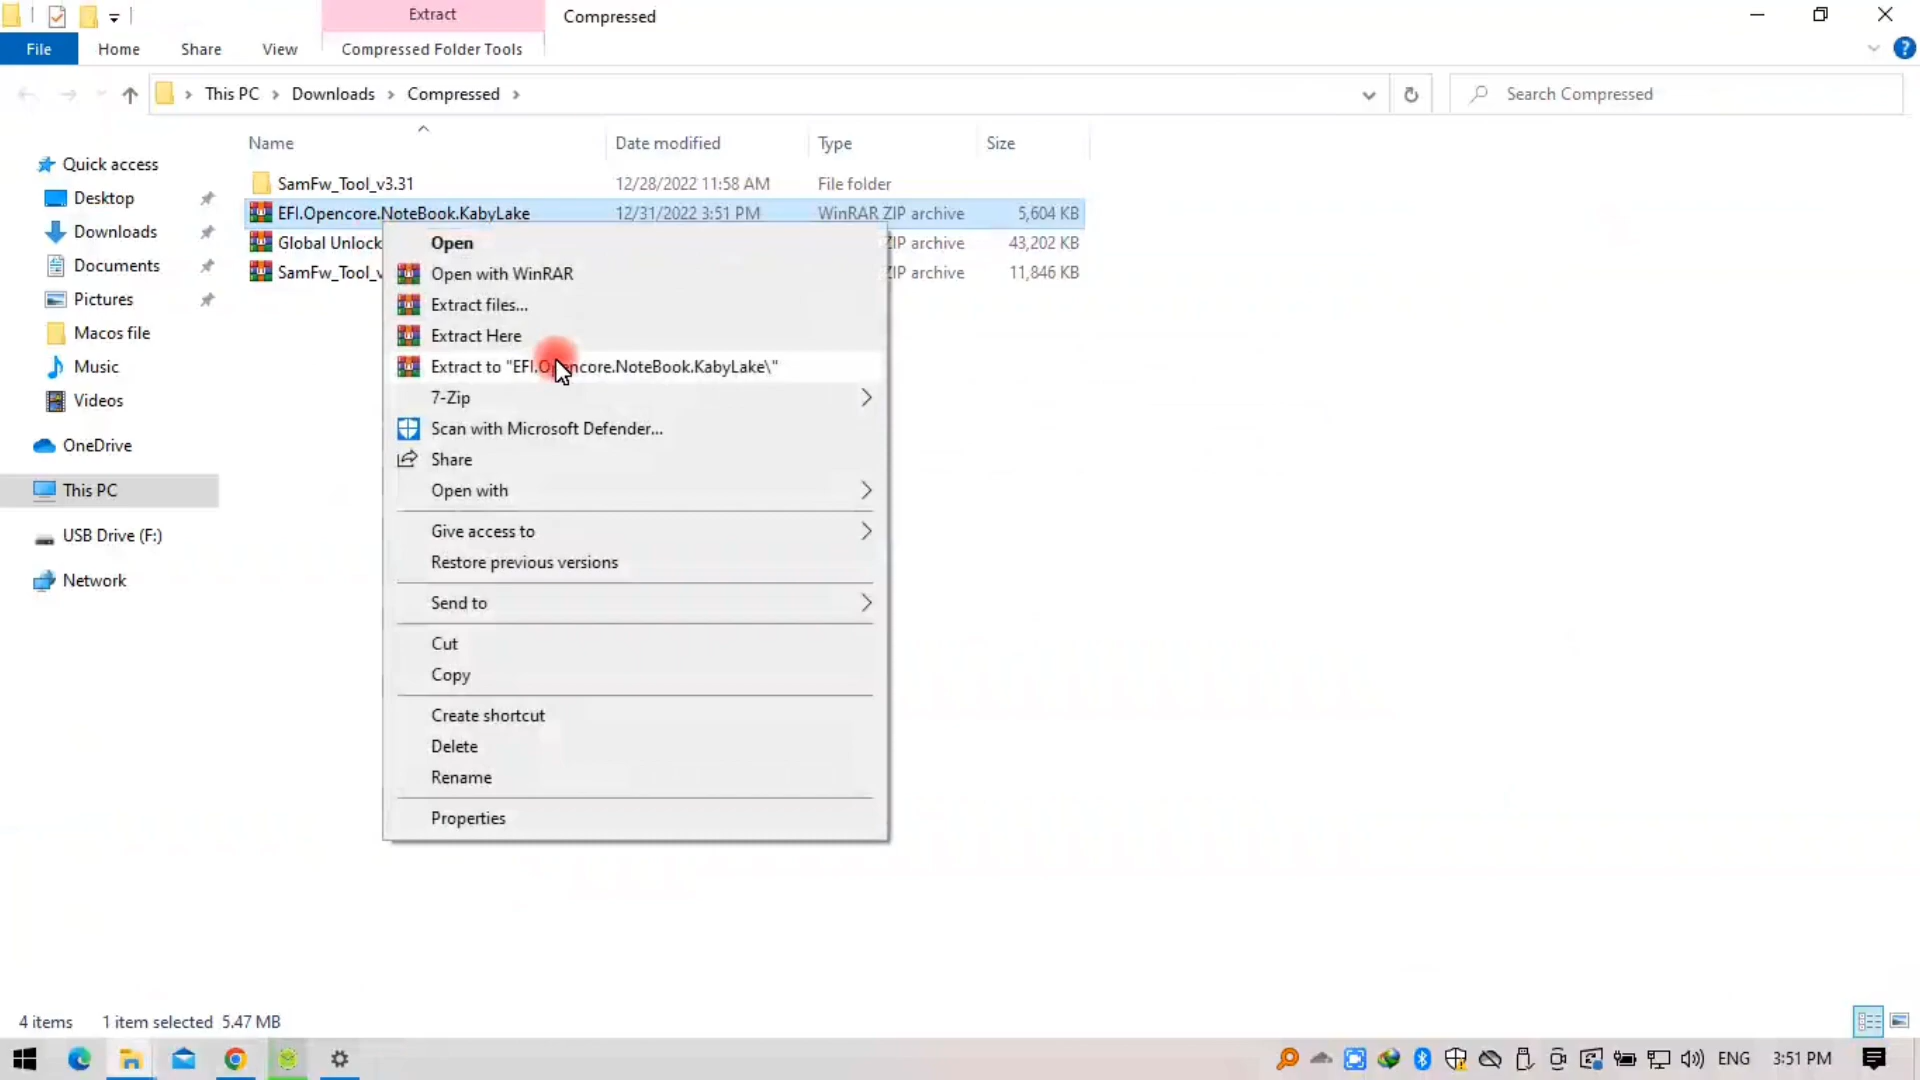 Extract
Compressed
File
Home
Share
View
Compressed Folder Tools
This PC
Downloads
Compressed
Search Compressed
Name
Date modified
Type
Size
Quick access
Desktop
Downloads
Documents
Pictures
Macos file
Music
Videos
OneDrive
This PC
USB Drive (F:)
Network
SamFw_Tool_v3.31 12/28/2022 11:58 AM File folder
EFI.Opencore.NoteBook.KabyLake 12/31/2022 3:51 PM WinRAR ZIP archive 5,604 KB
Global Unlock ZIP archive 43,202 KB
SamFw_Tool_v ZIP archive 11,846 KB
Open
Open with WinRAR
Extract files...
Extract Here
Extract to "EFI.Opencore.NoteBook.KabyLake\"
7-Zip
Scan with Microsoft Defender...
Share
Open with
Give access to
Restore previous versions
Send to
Cut
Copy
Create shortcut
Delete
Rename
Properties
4 items 1 item selected 5.47 MB
ENG 3:51 PM